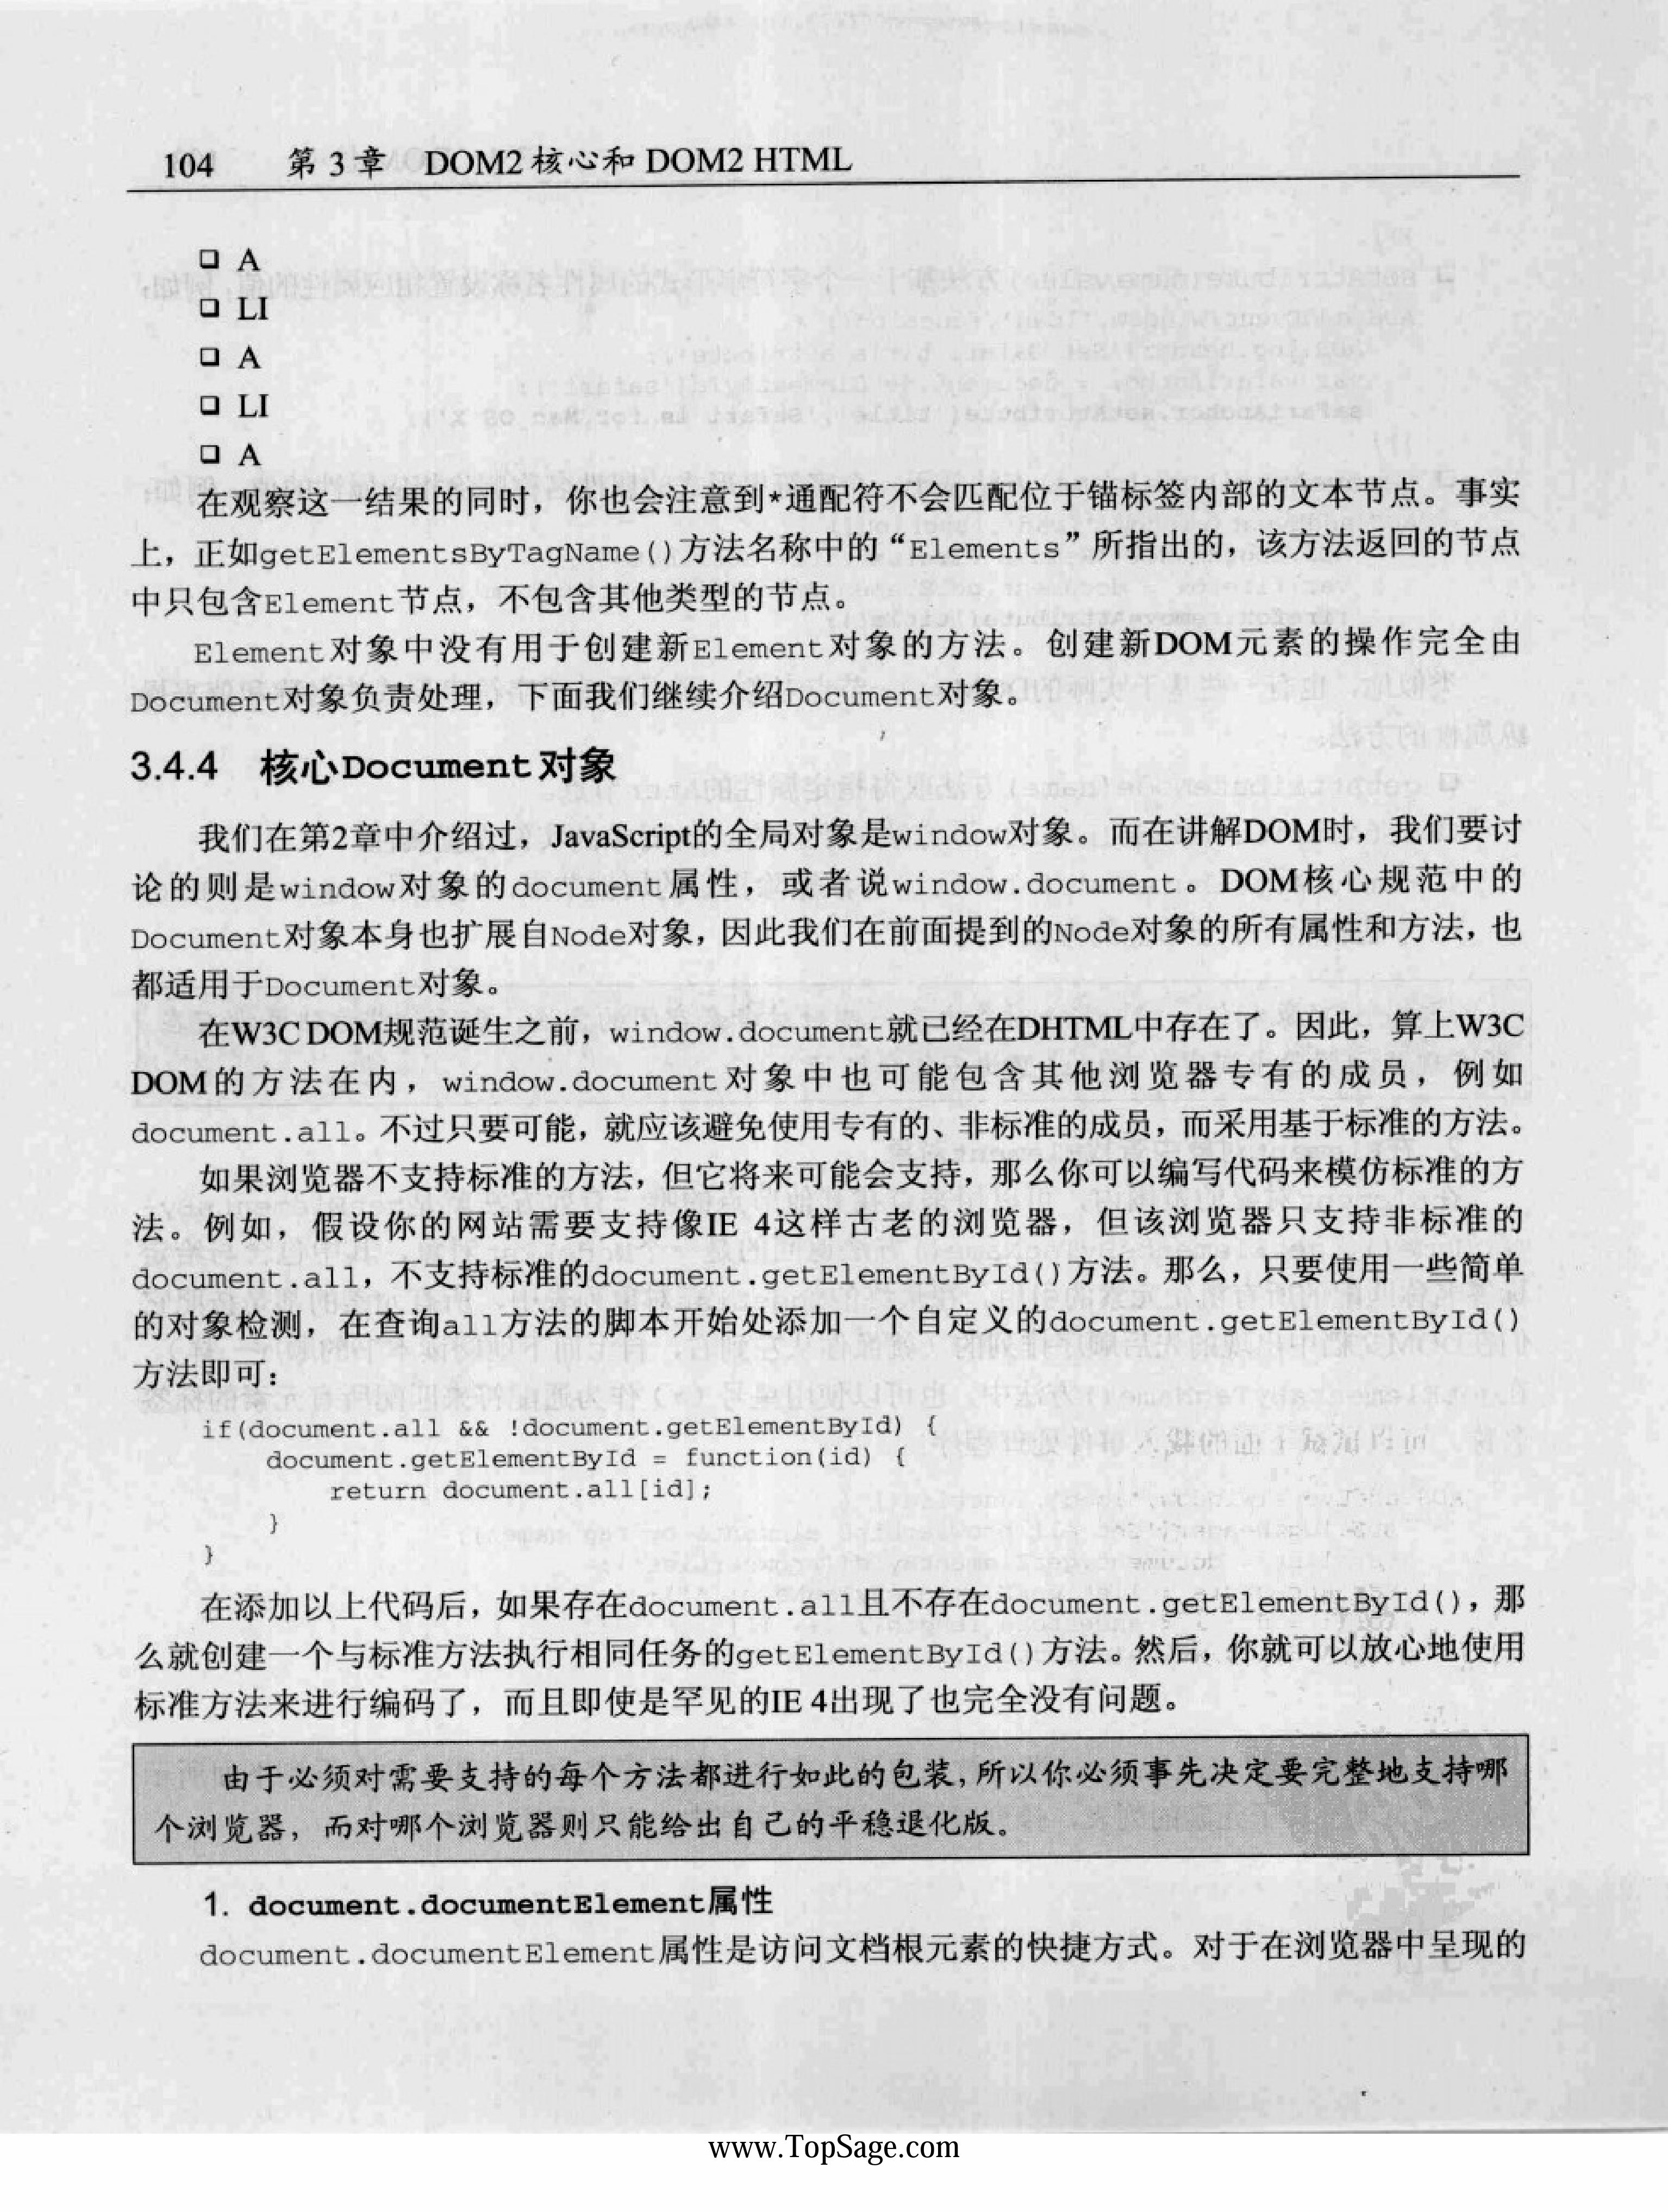 104 第 3 章 DOM2 核心和 DOM2 HTML
❑ A
❑ LI
❑ A
❑ LI
❑ A
在观察这一结果的同时，你也会注意到*通配符不会匹配位于锚标签内部的文本节点。事实
上，正如getElementsByTagName()方法名称中的“Elements”所指出的，该方法返回的节点
中只包含Element节点，不包含其他类型的节点。
Element对象中没有用于创建新Element对象的方法。创建新DOM元素的操作完全由
Document对象负责处理，下面我们继续介绍Document对象。
3.4.4 核心Document对象
我们在第2章中介绍过，JavaScript的全局对象是window对象。而在讲解DOM时，我们要讨
论的则是window对象的document属性，或者说window.document。DOM核心规范中的
Document对象本身也扩展自Node对象，因此我们在前面提到的Node对象的所有属性和方法，也
都适用于Document对象。
在W3C DOM规范诞生之前，window.document就已经在DHTML中存在了。因此，算上W3C
DOM的方法在内，window.document对象中也可能包含其他浏览器专有的成员，例如
document.all。不过只要可能，就应该避免使用专有的、非标准的成员，而采用基于标准的方法。
如果浏览器不支持标准的方法，但它将来可能会支持，那么你可以编写代码来模仿标准的方
法。例如，假设你的网站需要支持像IE 4这样古老的浏览器，但该浏览器只支持非标准的
document.all，不支持标准的document.getElementById()方法。那么，只要使用一些简单
的对象检测，在查询all方法的脚本开始处添加一个自定义的document.getElementById()
方法即可：
if(document.all && !document.getElementById) {
    document.getElementById = function(id) {
        return document.all[id];
    }
}
在添加以上代码后，如果存在document.all且不存在document.getElementById()，那
么就创建一个与标准方法执行相同任务的getElementById()方法。然后，你就可以放心地使用
标准方法来进行编码了，而且即使是罕见的IE 4出现了也完全没有问题。
由于必须对需要支持的每个方法都进行如此的包装，所以你必须事先决定要完整地支持哪
个浏览器，而对哪个浏览器则只能给出自己的平稳退化版。
1. document.documentElement属性
document.documentElement属性是访问文档根元素的快捷方式。对于在浏览器中呈现的
www.TopSage.com